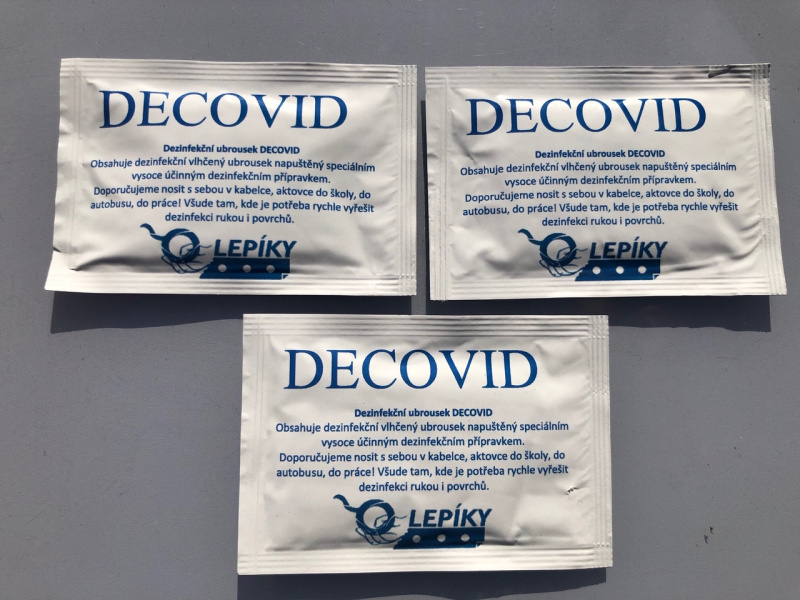 DECOVID
Dezinfekční ubrousek DECOVID
Obsahuje dezinfekční vlhčený ubrousek napuštěný speciálním
vysoce účinným dezinfekčním přípravkem.
Doporučujeme nosit s sebou v kabelce, aktovce do školy, do
autobusu, do práce! Všude tam, kde je potřeba rychle vyřešit
dezinfekci rukou i povrchů.
LEPÍKY
DECOVID
Dezinfekční ubrousek DECOVID
Obsahuje dezinfekční vlhčený ubrousek napuštěný speciálním
vysoce účinným dezinfekčním přípravkem.
Doporučujeme nosit s sebou v kabelce, aktovce do školy, do
autobusu, do práce! Všude tam, kde je potřeba rychle vyřešit
dezinfekci rukou i povrchů.
LEPÍKY
DECOVID
Dezinfekční ubrousek DECOVID
Obsahuje dezinfekční vlhčený ubrousek napuštěný speciálním
vysoce účinným dezinfekčním přípravkem.
Doporučujeme nosit s sebou v kabelce, aktovce do školy, do
autobusu, do práce! Všude tam, kde je potřeba rychle vyřešit
dezinfekci rukou i povrchů.
LEPÍKY